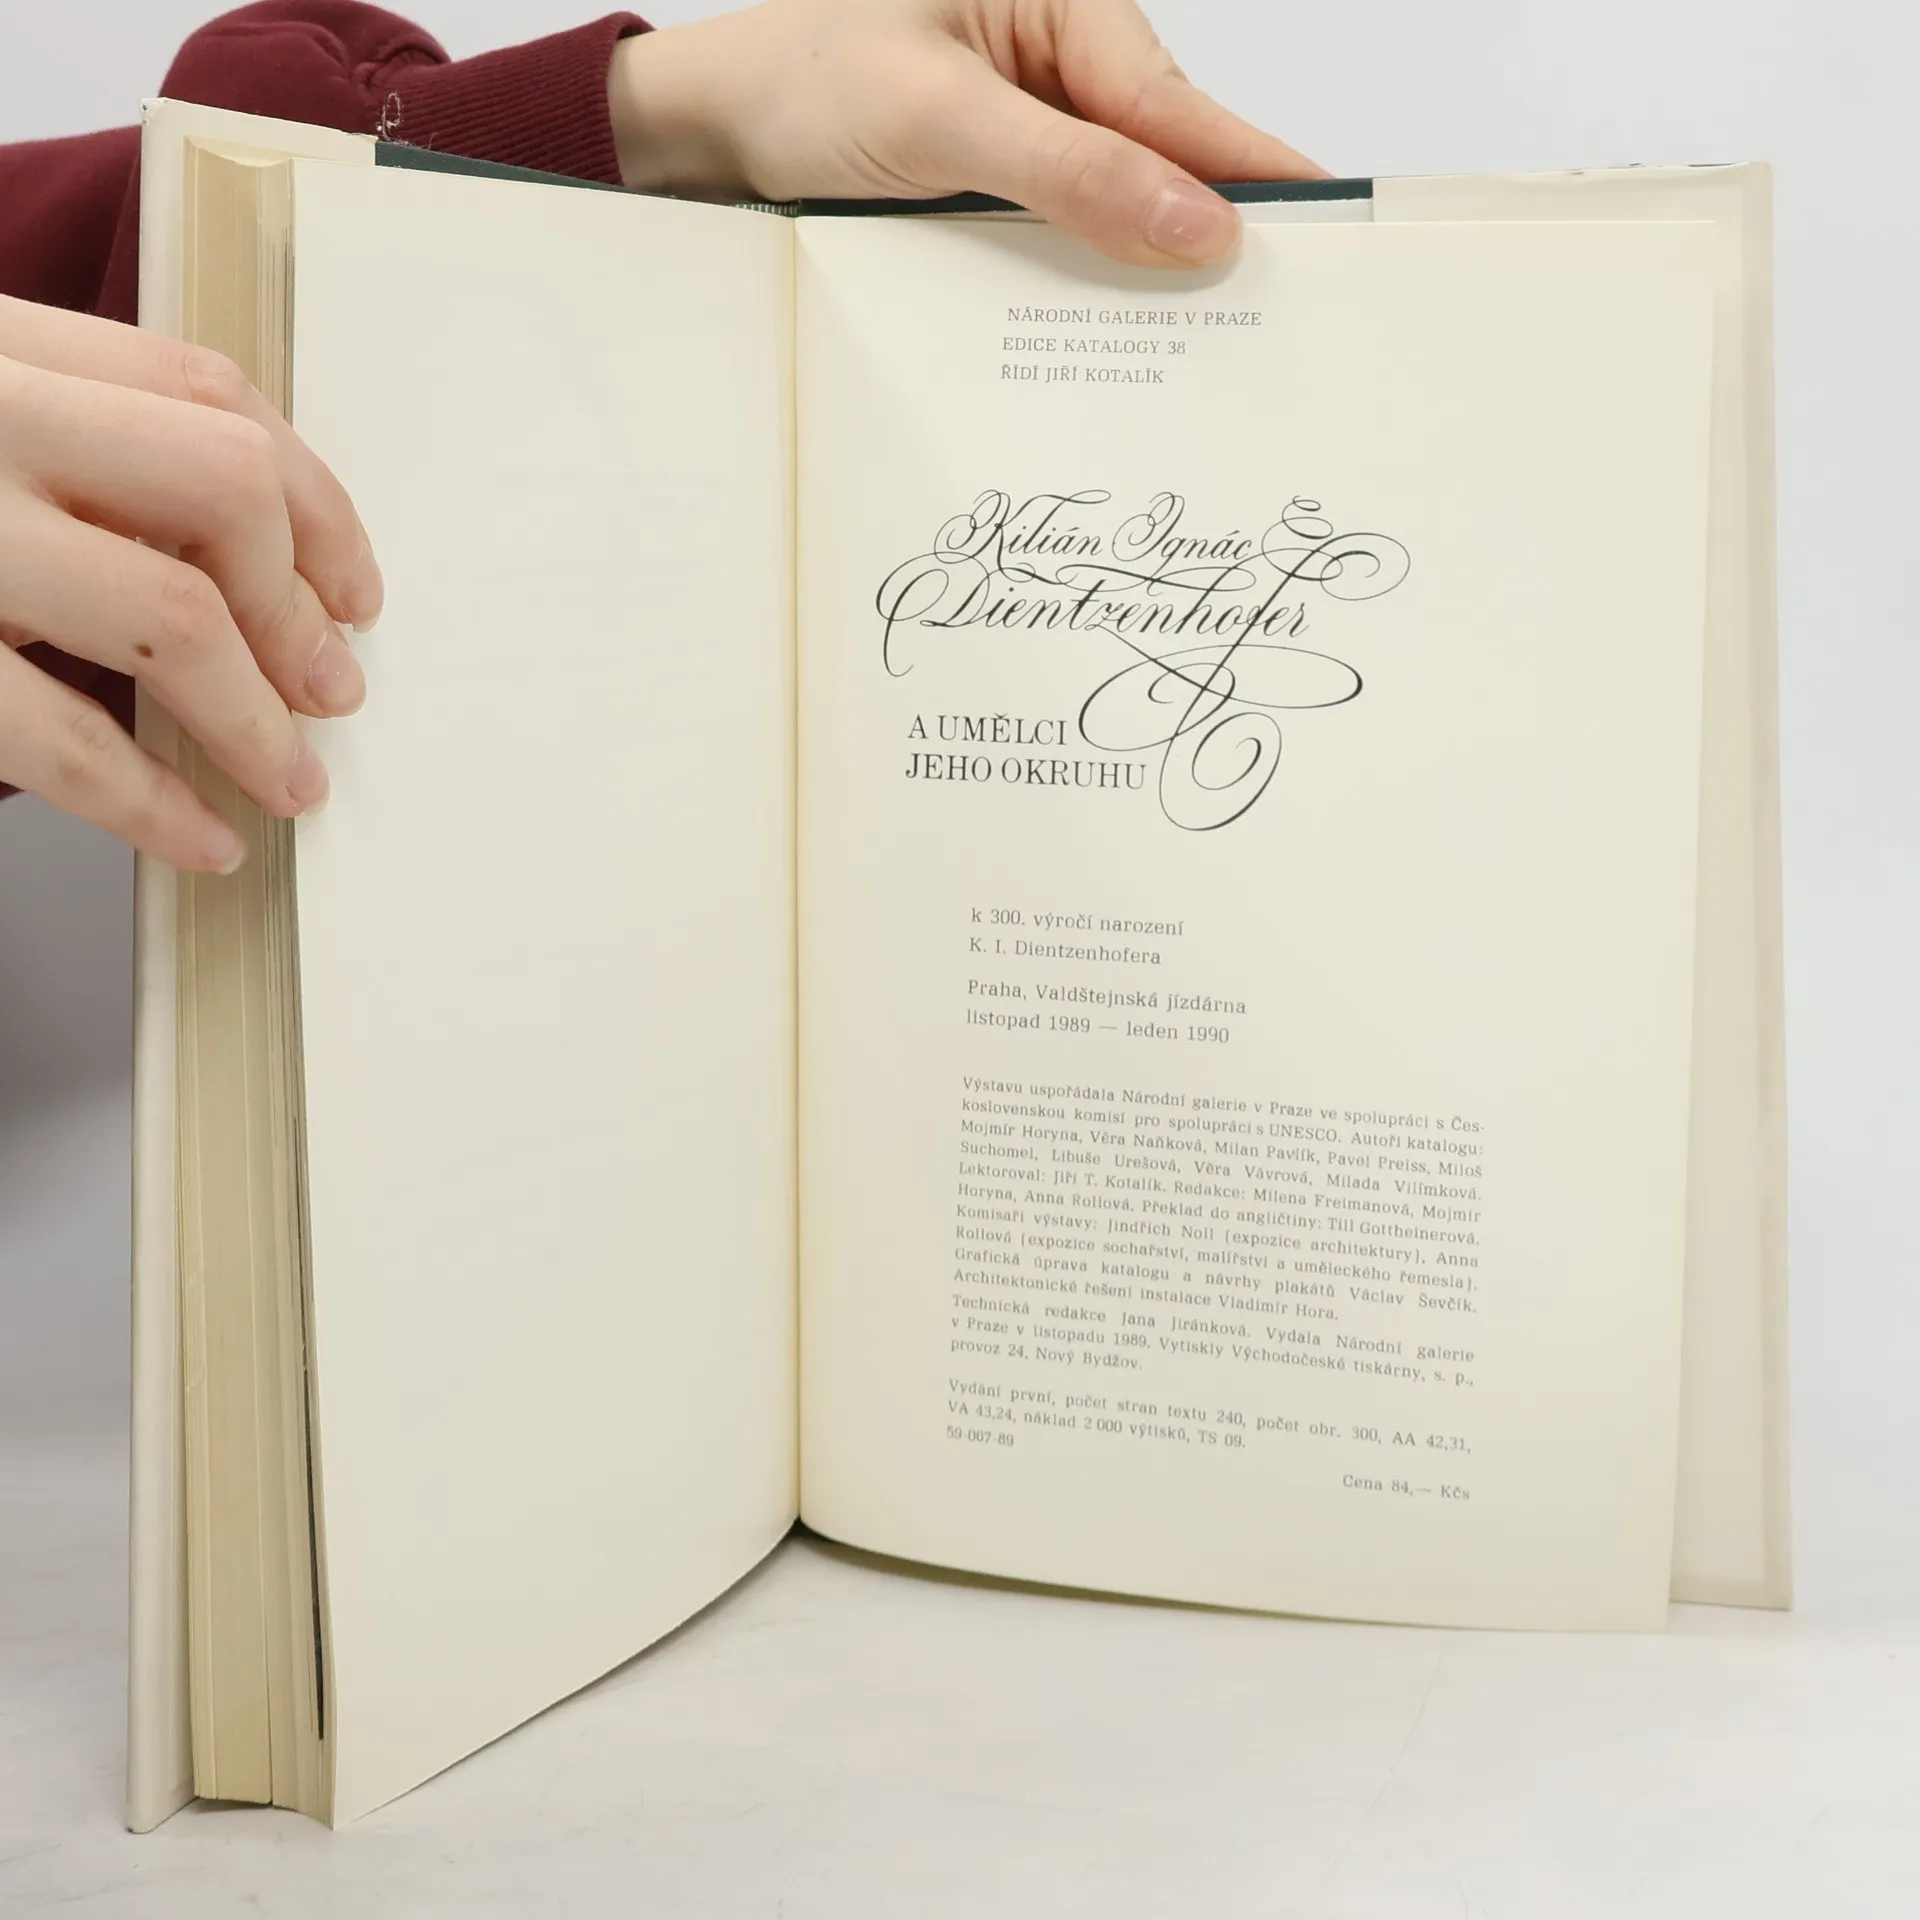 NÁRODNÍ GALERIE V PRAZE
EDICE KATALOGY 38
ŘÍDÍ JIŘÍ KOTALÍK
Kilián Ignác
Dientzenhofer
A UMĚLCI
JEHO OKRUHU
k 300. výročí narození
K. I. Dientzenhofera
Praha, Valdštejnská jízdárna
listopad 1989 — leden 1990
Výstavu uspořádala Národní galerie v Praze ve spolupráci s Čes-
koslovenskou komisí pro spolupráci s UNESCO. Autoři katalogu:
Mojmír Horyna, Věra Naňková, Milan Pavlík, Pavel Preiss, Miloš
Suchomel, Libuše Urešová, Věra Vávrová, Milada Vilímková.
Lektoroval: Jiří T. Kotalík. Redakce: Milena Freimanová, Mojmír
Horyna, Anna Rollová. Překlad do angličtiny: Till Gottheinerová.
Komisaři výstavy: Jindřich Noll (expozice architektury), Anna
Rollová (expozice sochařství, malířství a uměleckého řemesla).
Grafická úprava katalogu a návrhy plakátů Václav Ševčík.
Architektonické řešení instalace Vladimír Hora.
Technická redakce Jana Jiránková. Vydala Národní galerie
v Praze v listopadu 1989. Vytiskly Východočeské tiskárny, s. p.,
provoz 24, Nový Bydžov.
Vydání první, počet stran textu 240, počet obr. 300, AA 42,31,
VA 43,24, náklad 2 000 výtisků, TS 09.
59-007-89
Cena 84,— Kčs